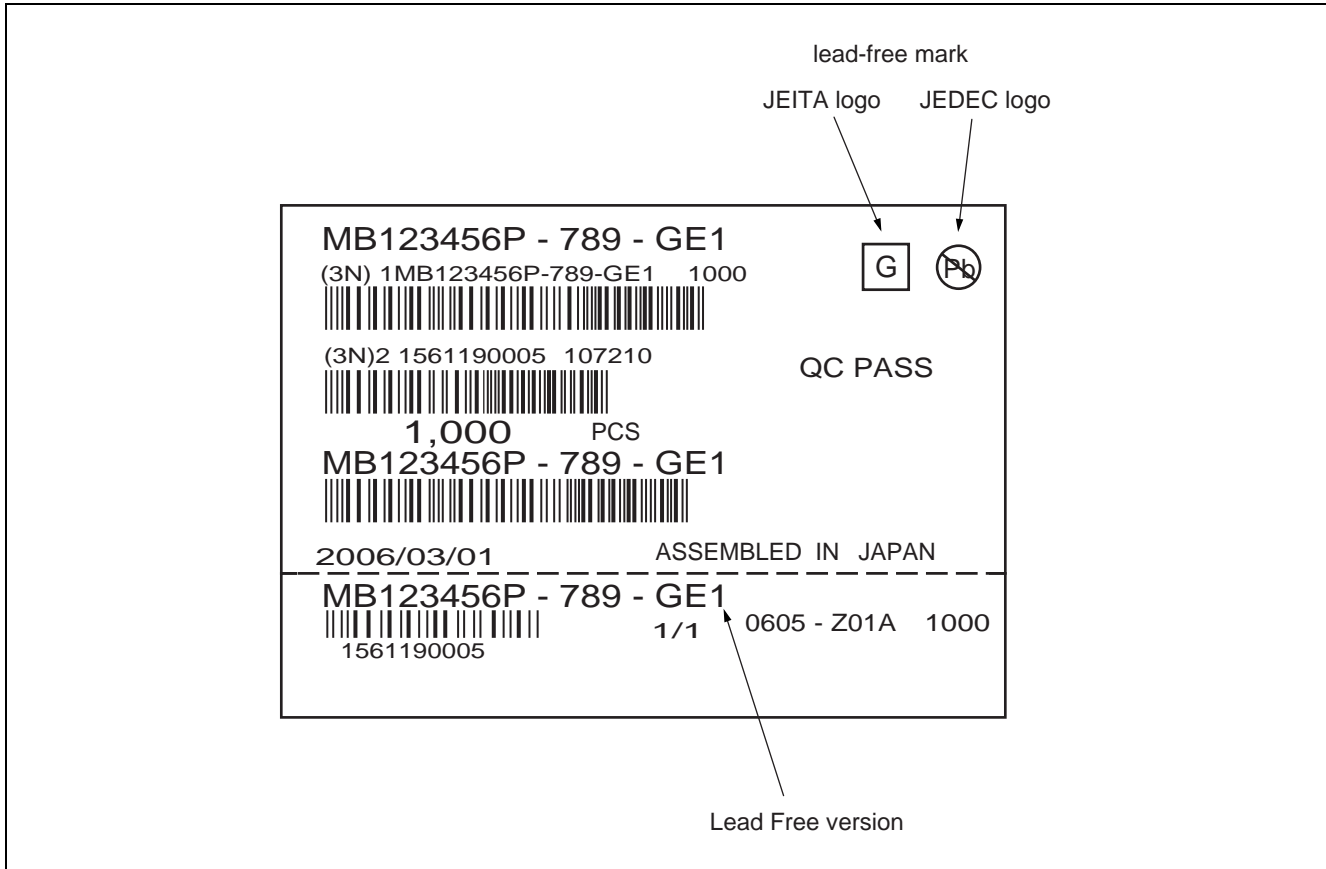 lead-free mark
JEITA logo JEDEC logo
MB123456P - 789 - GE1
(3N) 1MB123456P-789-GE1 1000
G Pb
(3N)2 1561190005 107210
QC PASS
1,000 PCS
MB123456P - 789 - GE1
2006/03/01 ASSEMBLED IN JAPAN
MB123456P - 789 - GE1
1/1 0605 - Z01A 1000
1561190005
Lead Free version